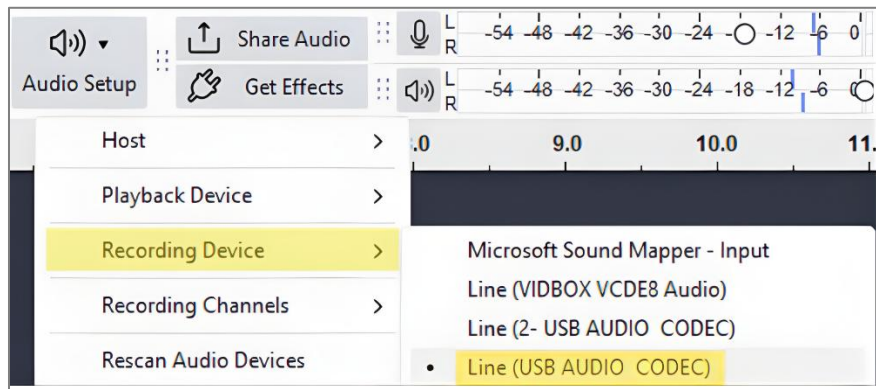 Audio Setup
Share Audio
Get Effects
L
R
-54 -48 -42 -36 -30 -24 - -12 -6 0
L
R
-54 -48 -42 -36 -30 -24 -18 -12 -6
.0 9.0 10.0 11.
Host
Playback Device
Recording Device
Recording Channels
Rescan Audio Devices
Microsoft Sound Mapper - Input
Line (VIDBOX VCDE8 Audio)
Line (2- USB AUDIO CODEC)
Line (USB AUDIO CODEC)